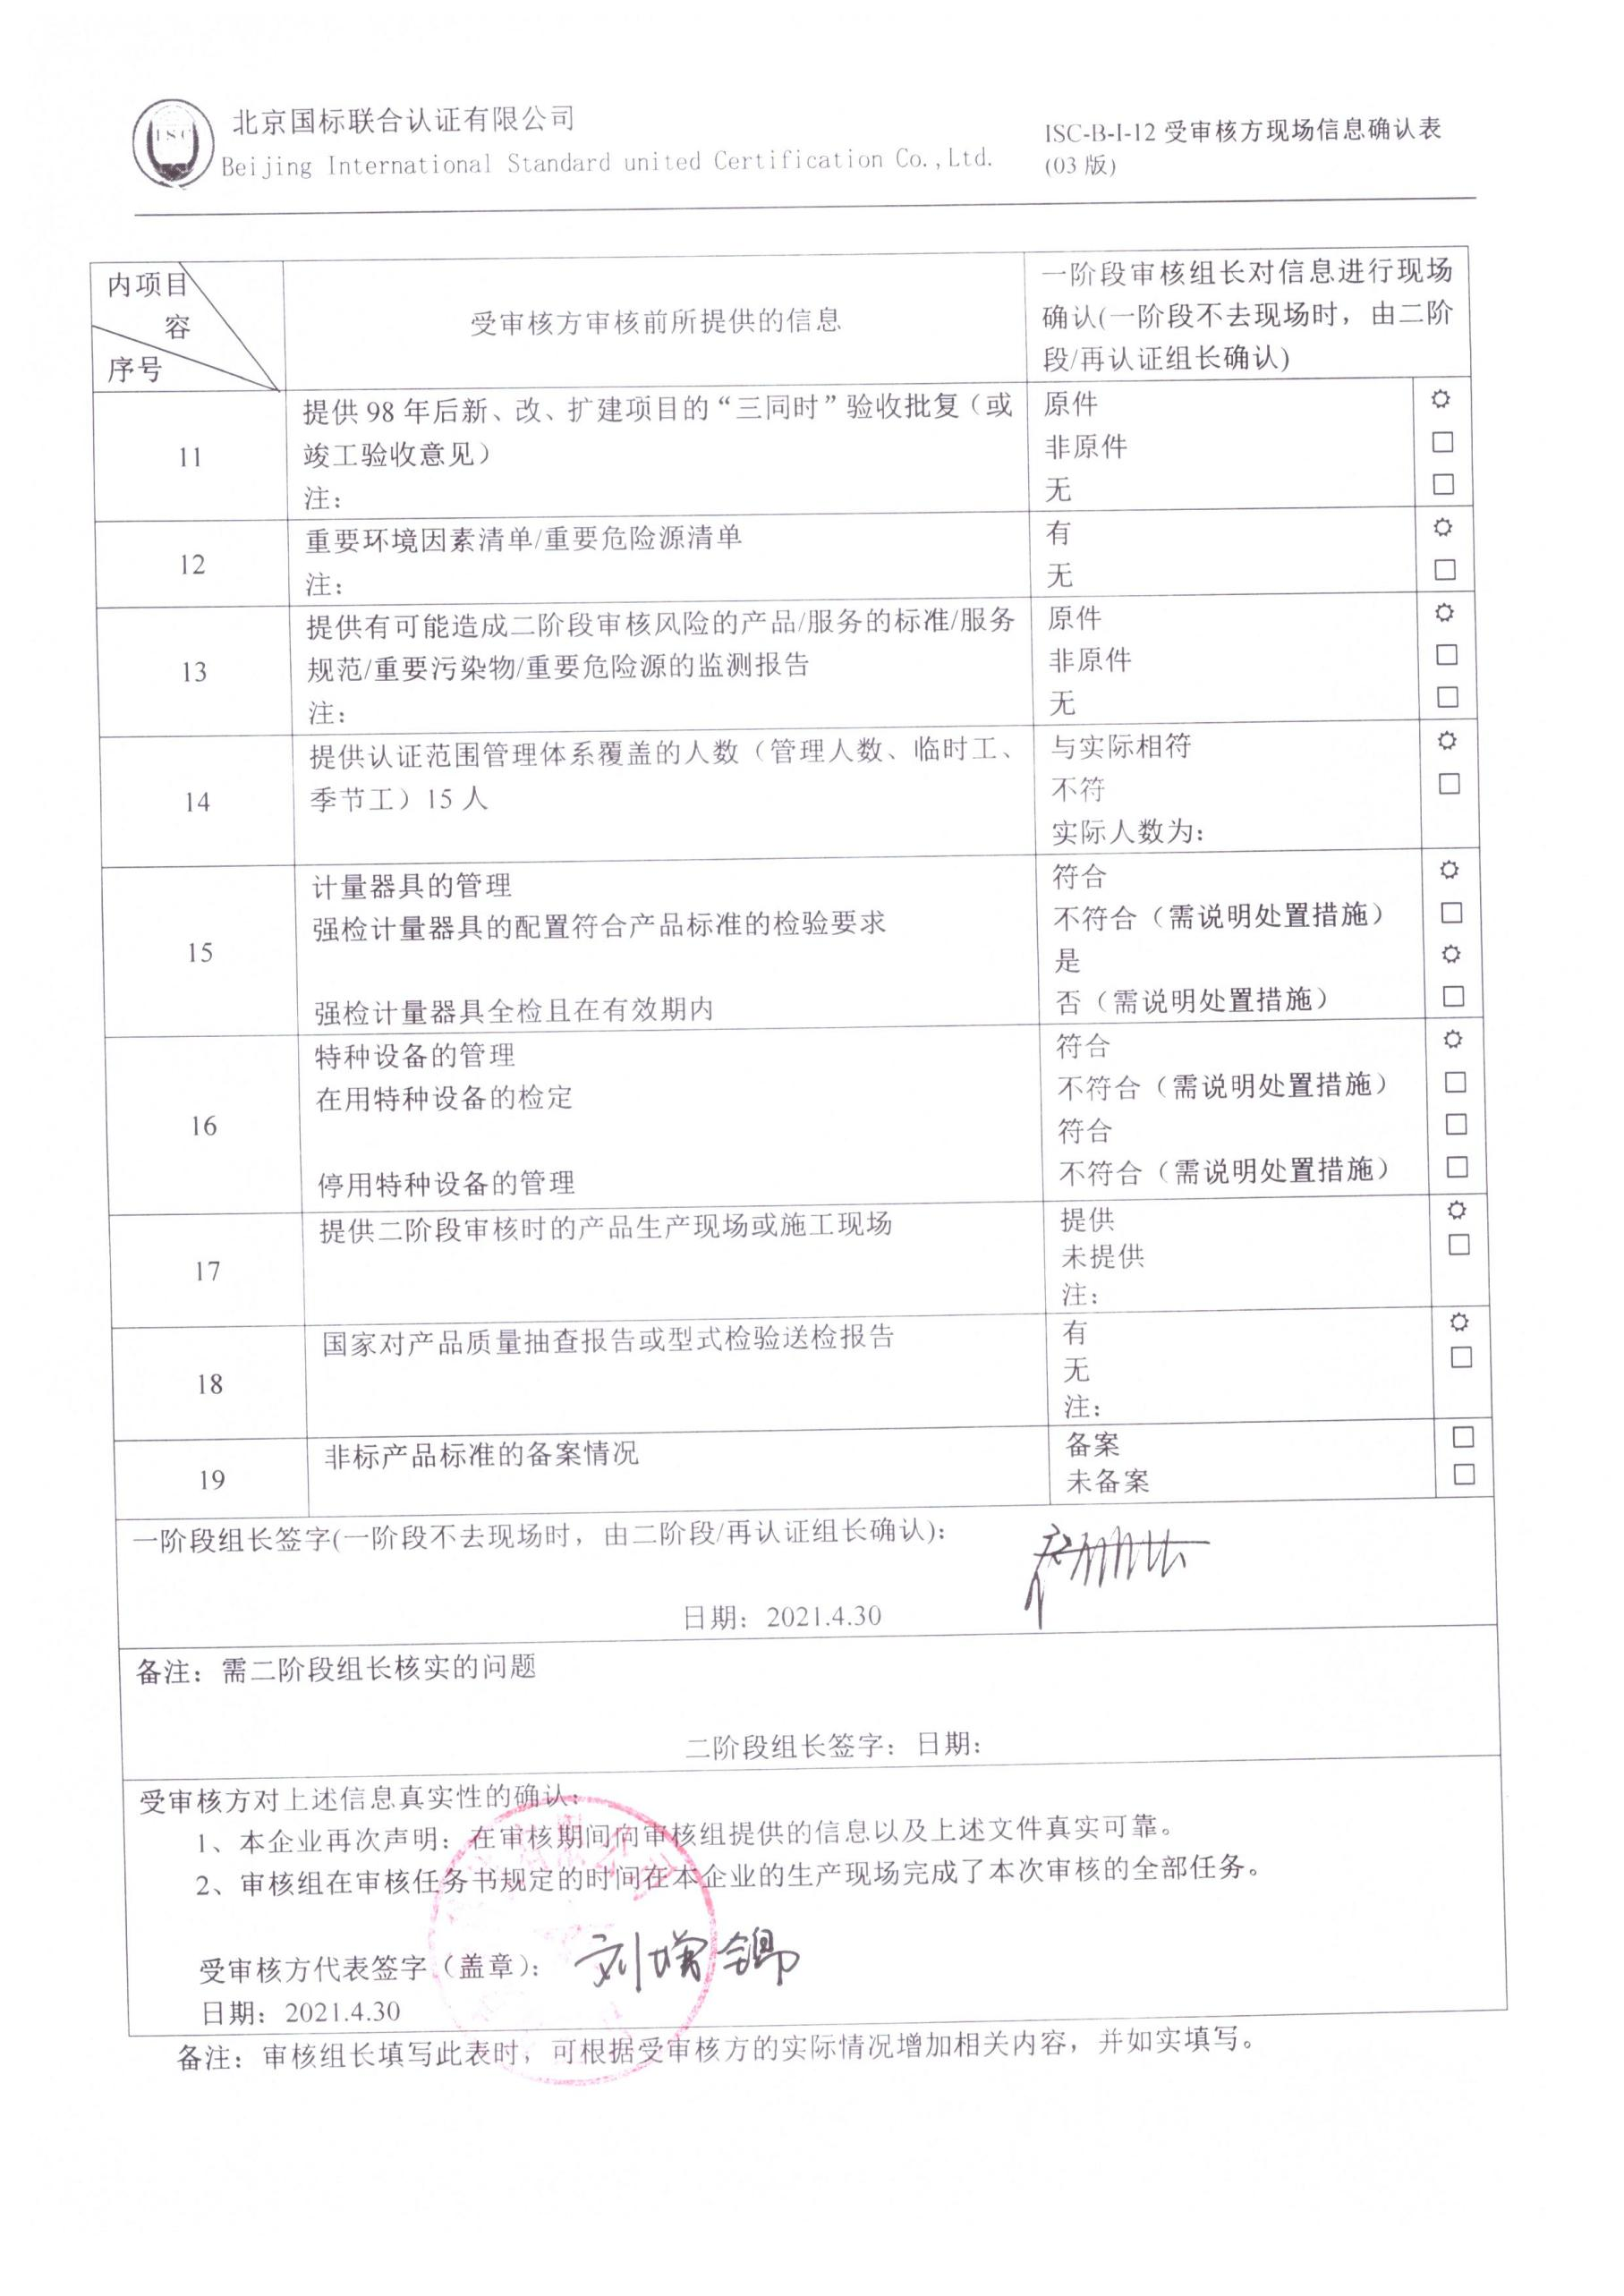 ISC
北京国标联合认证有限公司
Beijing International Standard united Certification Co.,Ltd.
ISC-B-I-12 受审核方现场信息确认表
(03 版)
内项目
容
序号
受审核方审核前所提供的信息
一阶段审核组长对信息进行现场
确认(一阶段不去现场时，由二阶
段/再认证组长确认)
11
提供 98 年后新、改、扩建项目的“三同时”验收批复（或
竣工验收意见）
注：
原件
非原件 □
无 □
12
重要环境因素清单/重要危险源清单
注：
有
无 □
13
提供有可能造成二阶段审核风险的产品/服务的标准/服务
规范/重要污染物/重要危险源的监测报告
注：
原件
非原件 □
无 □
14
提供认证范围管理体系覆盖的人数（管理人数、临时工、
季节工）15 人
与实际相符
不符 □
实际人数为:
15
计量器具的管理
强检计量器具的配置符合产品标准的检验要求
强检计量器具全检且在有效期内
符合
不符合（需说明处置措施） □
是
否（需说明处置措施） □
16
特种设备的管理
在用特种设备的检定
停用特种设备的管理
符合
不符合（需说明处置措施） □
符合 □
不符合（需说明处置措施） □
17
提供二阶段审核时的产品生产现场或施工现场
提供
未提供 □
注：
18
国家对产品质量抽查报告或型式检验送检报告
有
无 □
注：
19
非标产品标准的备案情况
备案 □
未备案 □
一阶段组长签字(一阶段不去现场时，由二阶段/再认证组长确认)：
日期：2021.4.30
备注：需二阶段组长核实的问题
二阶段组长签字：日期：
受审核方对上述信息真实性的确认：
1、本企业再次声明：在审核期间向审核组提供的信息以及上述文件真实可靠。
2、审核组在审核任务书规定的时间在本企业的生产现场完成了本次审核的全部任务。
受审核方代表签字（盖章）：刘增
日期：2021.4.30
备注：审核组长填写此表时，可根据受审核方的实际情况增加相关内容，并如实填写。